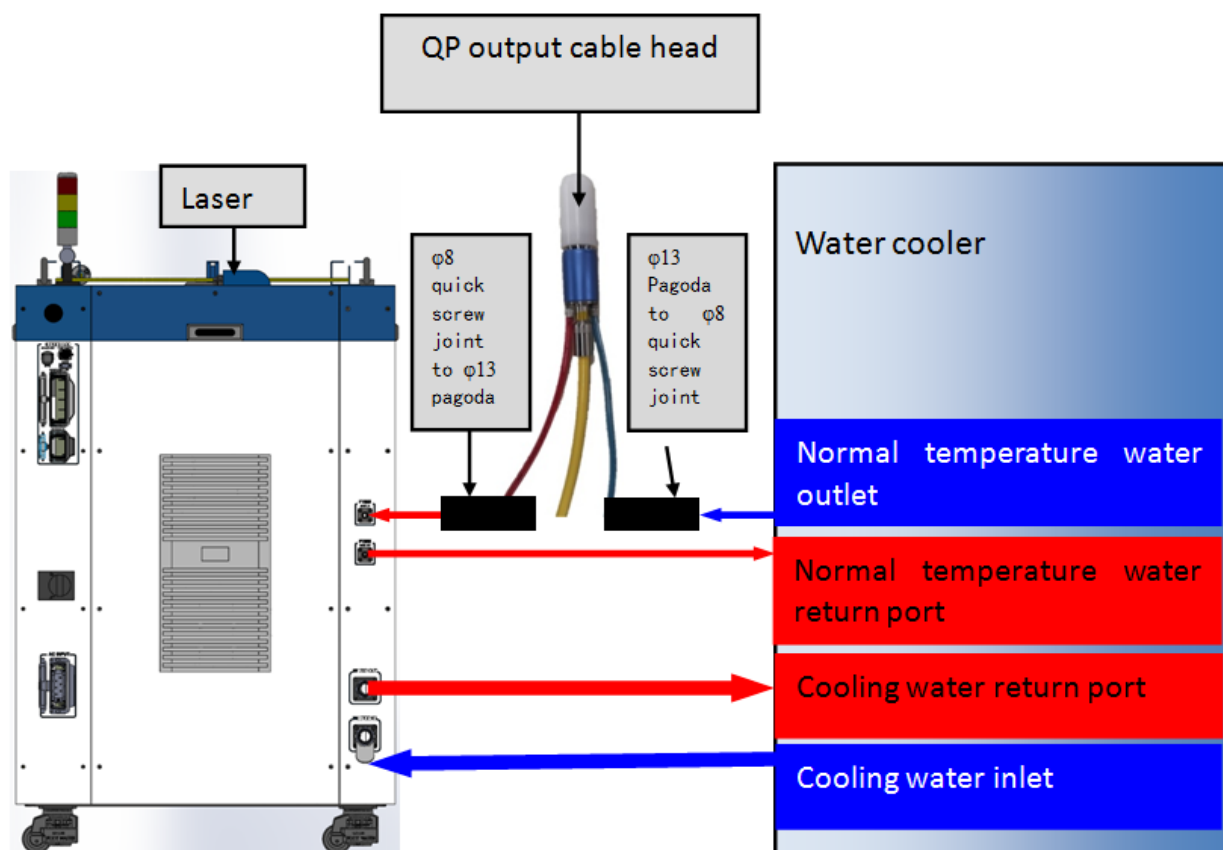 QP output cable head
Laser
φ8
quick
screw
joint
to φ13
pagoda
φ13
Pagoda
to φ8
quick
screw
joint
Water cooler
Normal temperature water
outlet
Normal temperature water
return port
Cooling water return port
Cooling water inlet